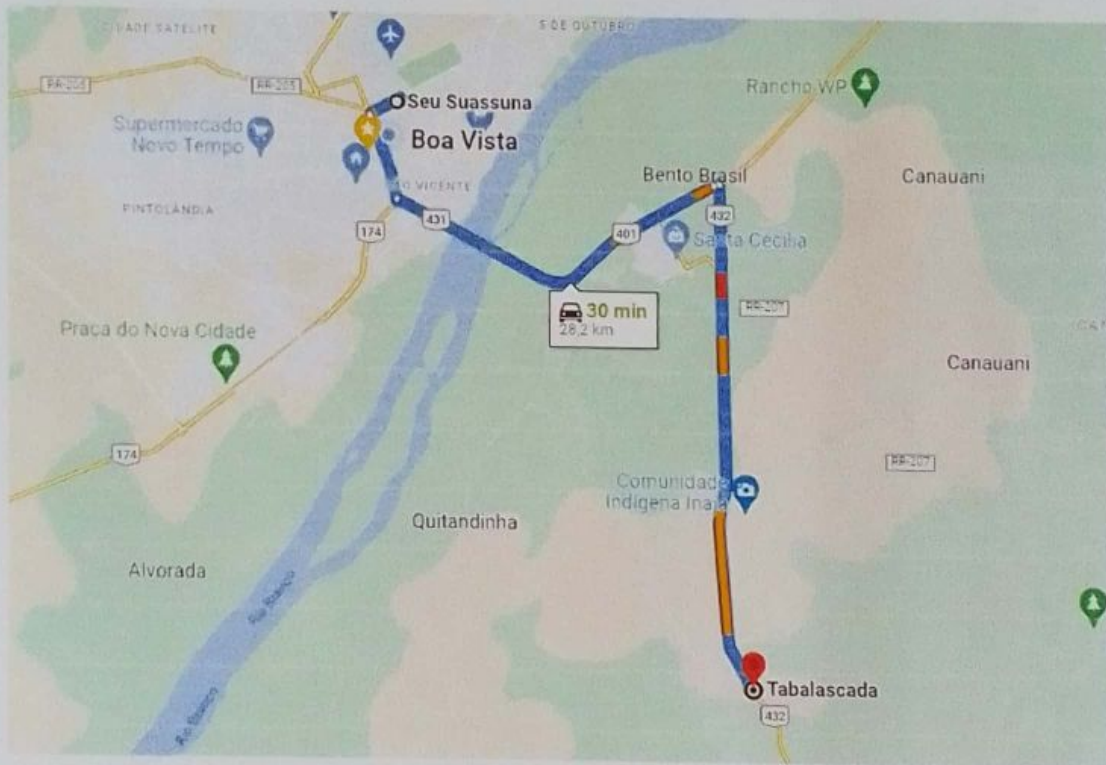 CIDADE SATÉLITE
5 DE OUTUBRO
RR-205
RR-205
Seu Suassuna
Rancho WP
Supermercado
Novo Tempo
Boa Vista
Bento Brasil
Canauani
PINTOLÂNDIA
431
432
174
401
Santa Cecília
RR-207
30 min
28,2 km
Praça do Nova Cidade
Canauani
174
RR-207
Comunidade
Indígena Inajá
Quitandinha
Alvorada
Rio Branco
Rio Branco
Tabalascada
432